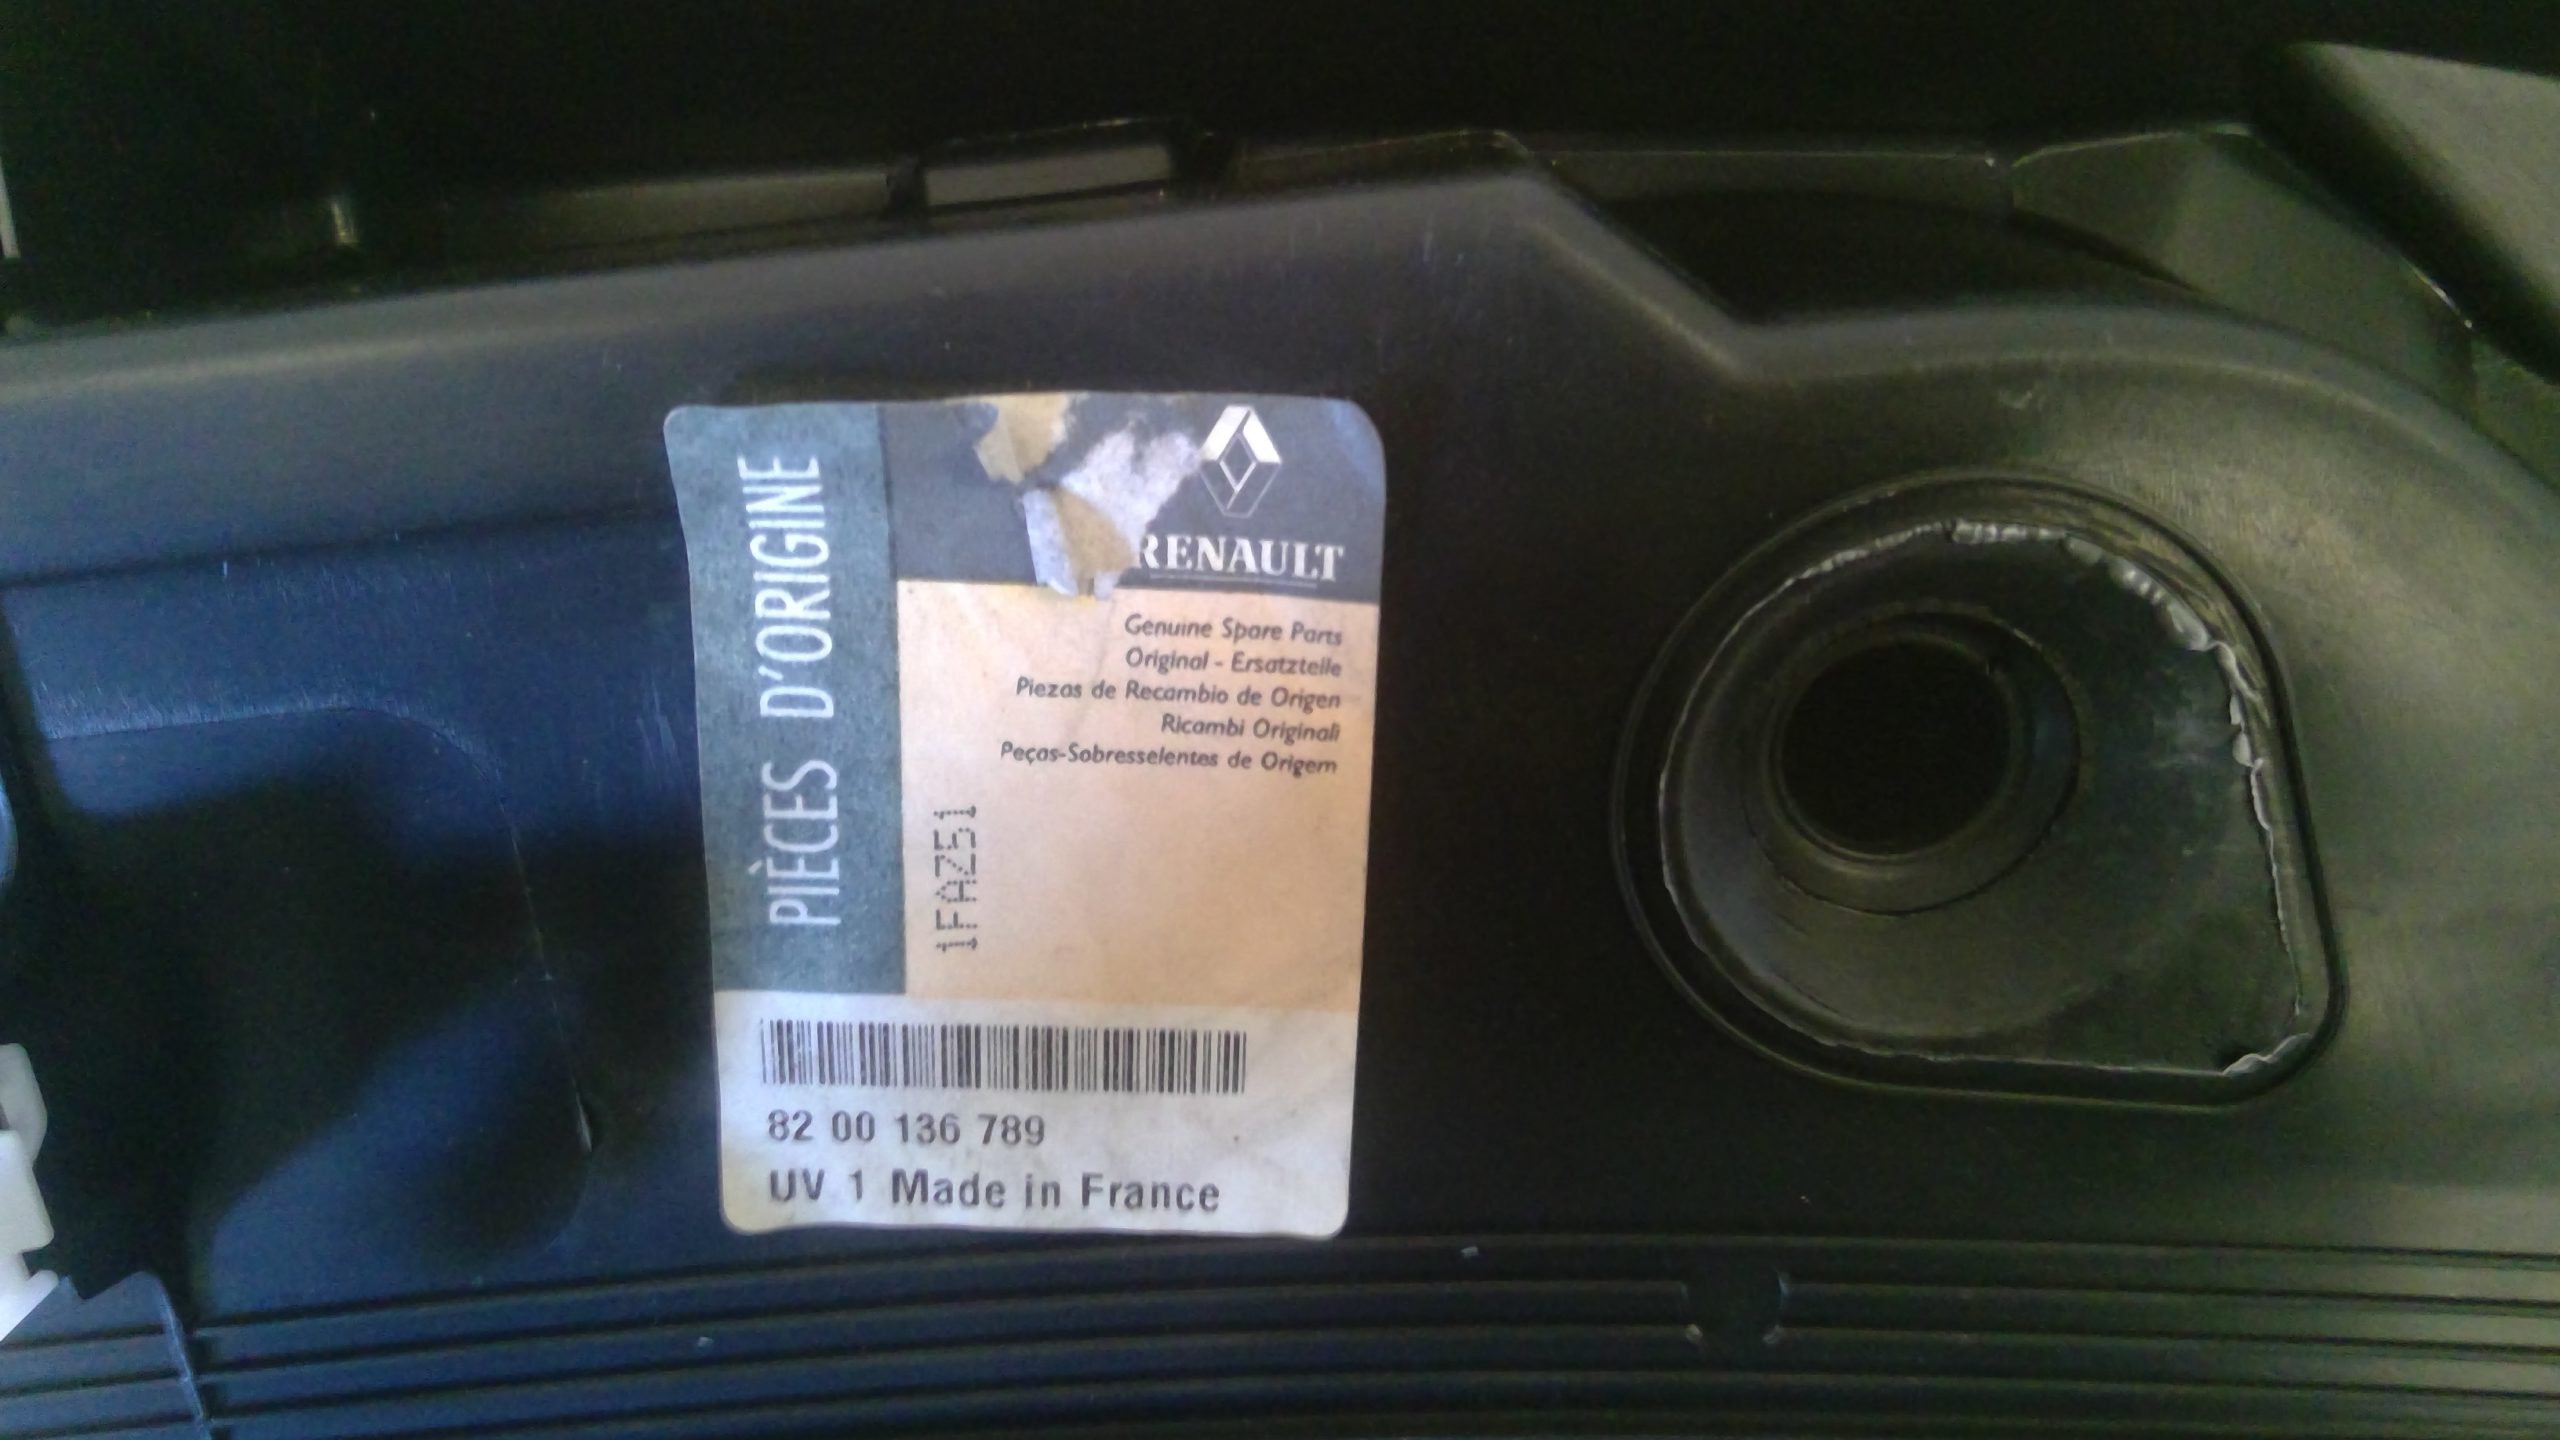 PIÈCES D'ORIGINE
RENAULT
Genuine Spare Parts
Original - Ersatzteile
Piezas de Recambio de Origen
Ricambi Originali
Peças-Sobresselentes de Origem
1FAZ51
82 00 136 789
UV 1 Made in France